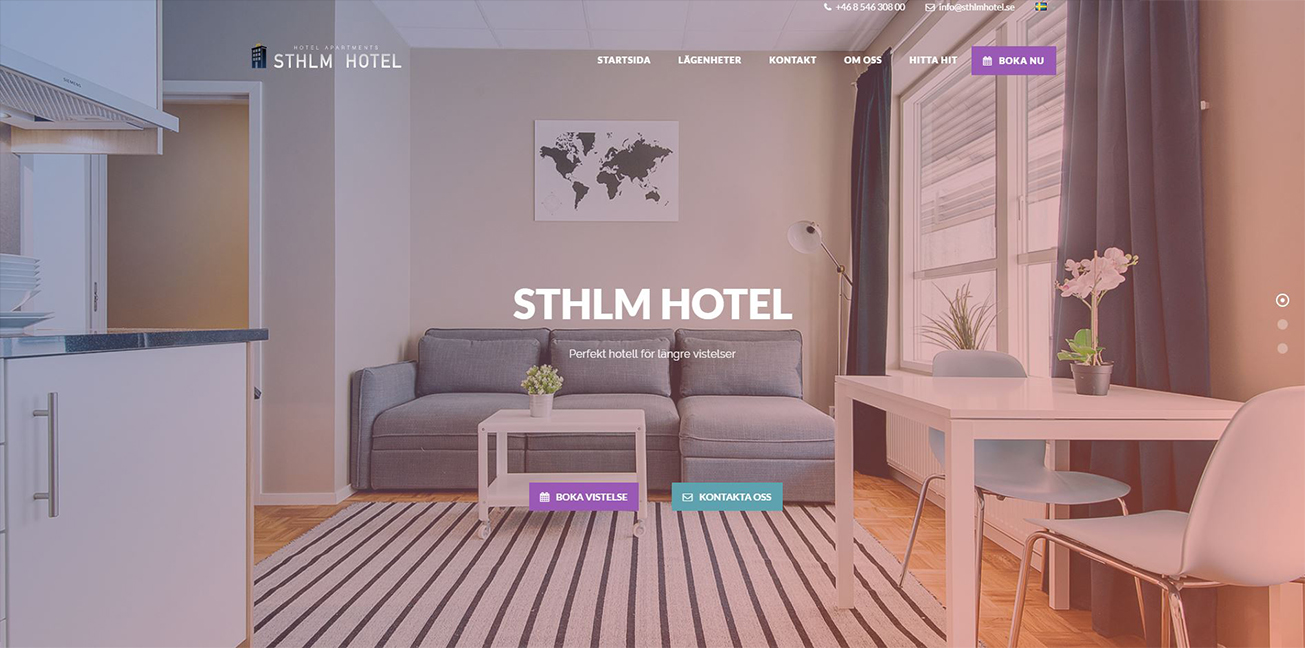 +46 8 546 308 00 info@sthlmhotel.se
HOTEL APARTMENTS
STHLM HOTEL
STARTSIDA LÄGENHETER KONTAKT OM OSS HITTA HIT BOKA NU
SIEMENS
STHLM HOTEL
Perfekt hotell för längre vistelser
BOKA VISTELSE KONTAKTA OSS